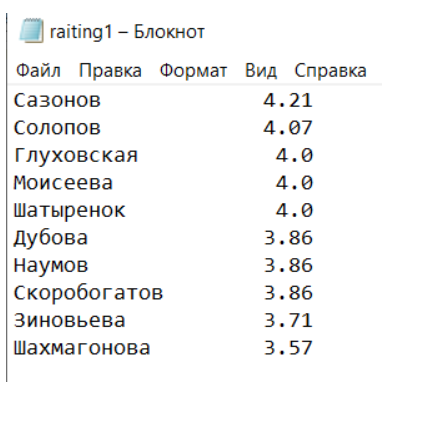 raiting1 – Блокнот
Файл Правка Формат Вид Справка
Сазонов 4.21
Солопов 4.07
Глуховская 4.0
Моисеева 4.0
Шатыренок 4.0
Дубова 3.86
Наумов 3.86
Скоробогатов 3.86
Зиновьева 3.71
Шахмагонова 3.57